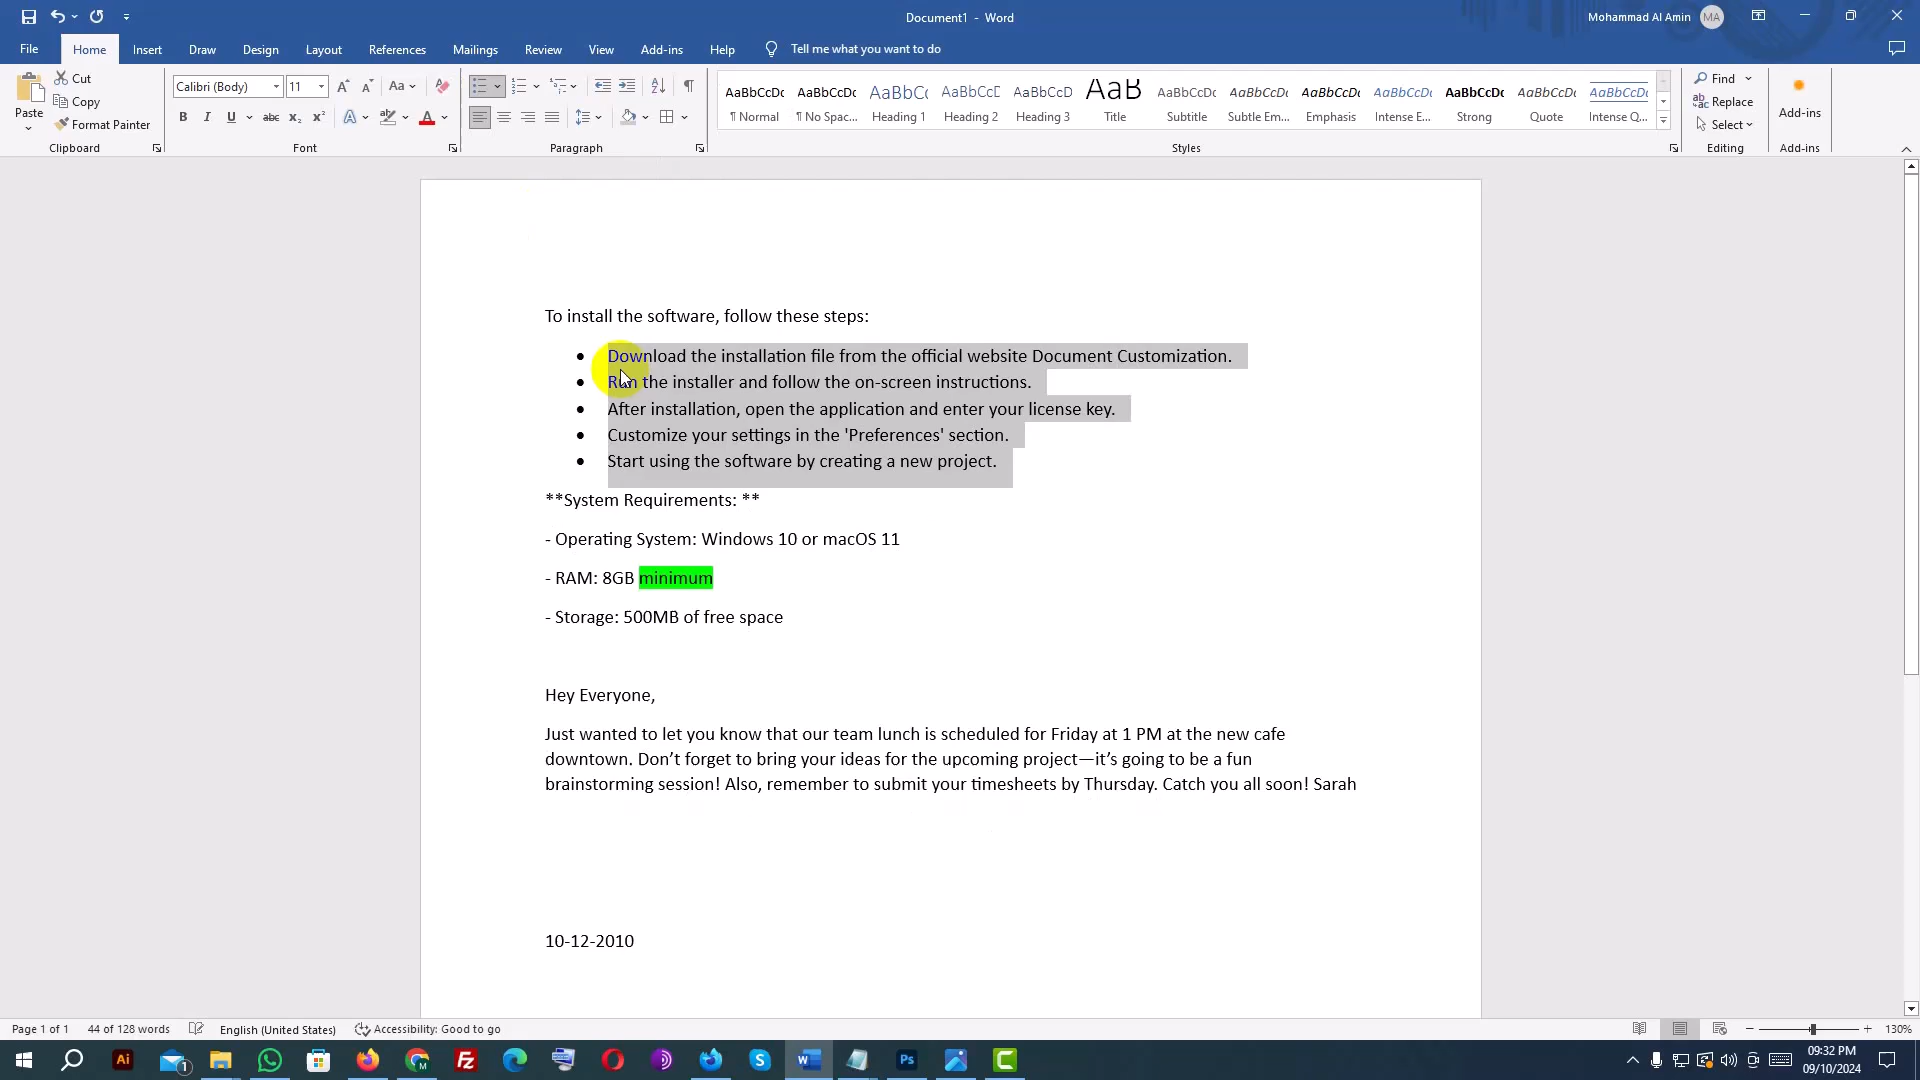 Document1 - Word
Mohammad Al Amin
MA
File
Home
Insert
Draw
Design
Layout
References
Mailings
Review
View
Add-ins
Help
Tell me what you want to do
Paste
Cut
Copy
Format Painter
Clipboard
Calibri (Body)
11
Font
Paragraph
AaBbCcDc
¶ Normal
AaBbCcDc
¶ No Spac...
AaBbCc
Heading 1
AaBbCcD
Heading 2
AaBbCcD
Heading 3
AaB
Title
AaBbCcDc
Subtitle
AaBbCcDc
Subtle Em...
AaBbCcDc
Emphasis
AaBbCcDc
Intense E...
AaBbCcDc
Strong
AaBbCcDc
Quote
AaBbCcDc
Intense Q...
Styles
Find
Replace
Select
Editing
Add-ins
Add-ins
To install the software, follow these steps:
• Download the installation file from the official website Document Customization.
• Run the installer and follow the on-screen instructions.
• After installation, open the application and enter your license key.
• Customize your settings in the 'Preferences' section.
• Start using the software by creating a new project.
**System Requirements: **
- Operating System: Windows 10 or macOS 11
- RAM: 8GB minimum
- Storage: 500MB of free space
Hey Everyone,
Just wanted to let you know that our team lunch is scheduled for Friday at 1 PM at the new cafe
downtown. Don’t forget to bring your ideas for the upcoming project—it’s going to be a fun
brainstorming session! Also, remember to submit your timesheets by Thursday. Catch you all soon! Sarah
10-12-2010
Page 1 of 1
44 of 128 words
English (United States)
Accessibility: Good to go
130%
09:32 PM
09/10/2024